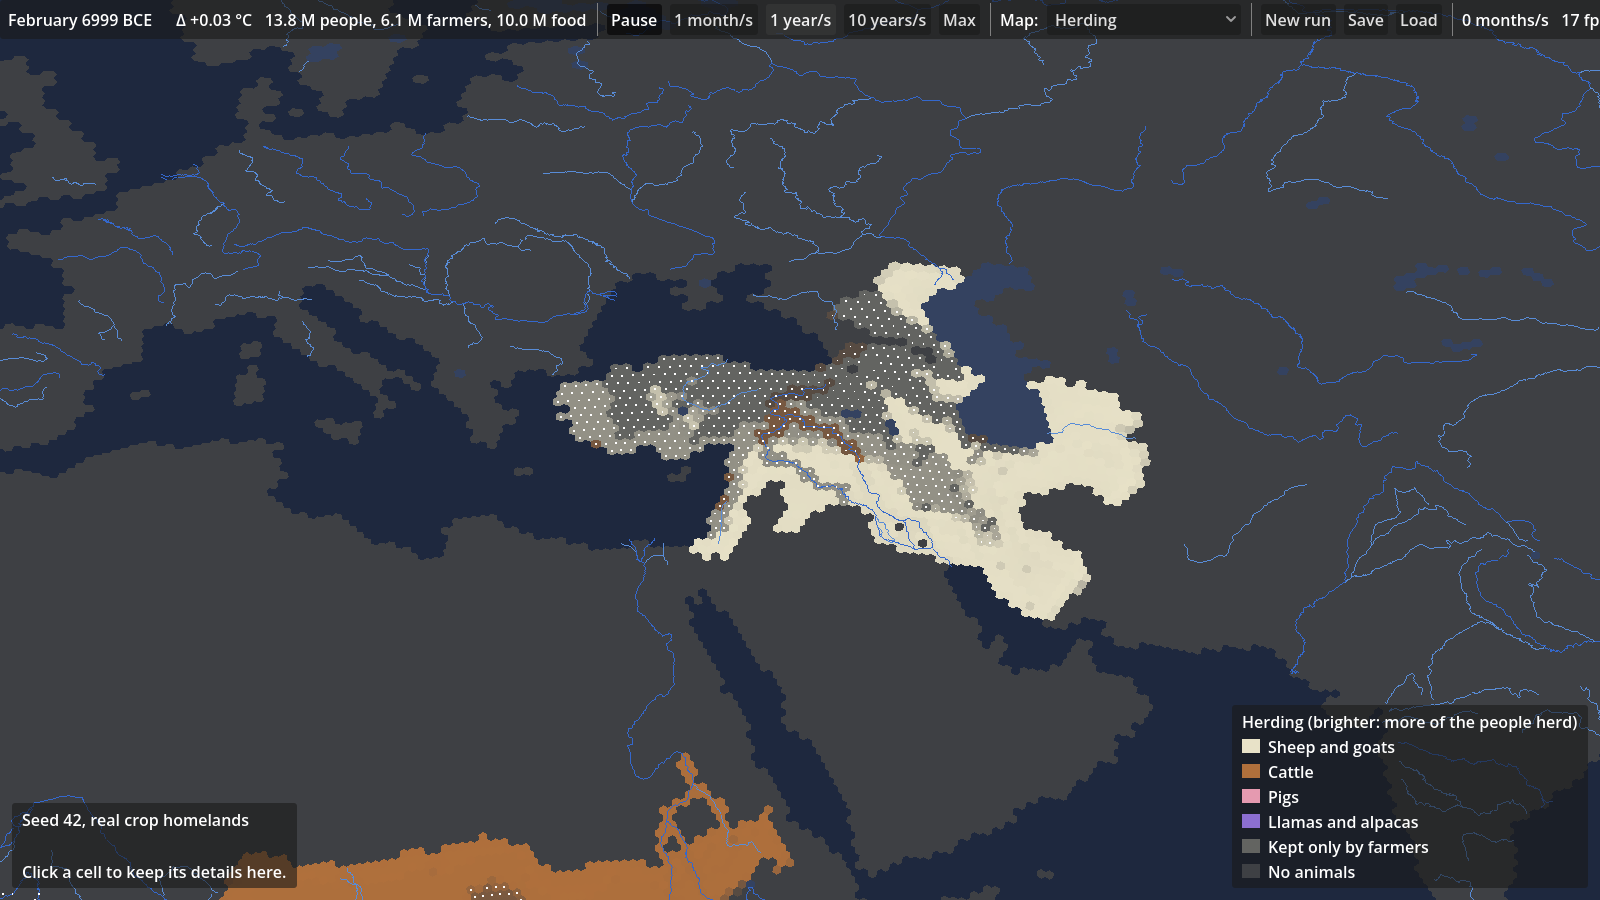 February 6999 BCE Δ +0.03 °C 13.8 M people, 6.1 M farmers, 10.0 M food Pause 1 month/s 1 year/s 10 years/s Max Map: Herding New run Save Load 0 months/s 17 fp
Herding (brighter: more of the people herd)
Sheep and goats
Cattle
Pigs
Llamas and alpacas
Kept only by farmers
No animals
Seed 42, real crop homelands
Click a cell to keep its details here.